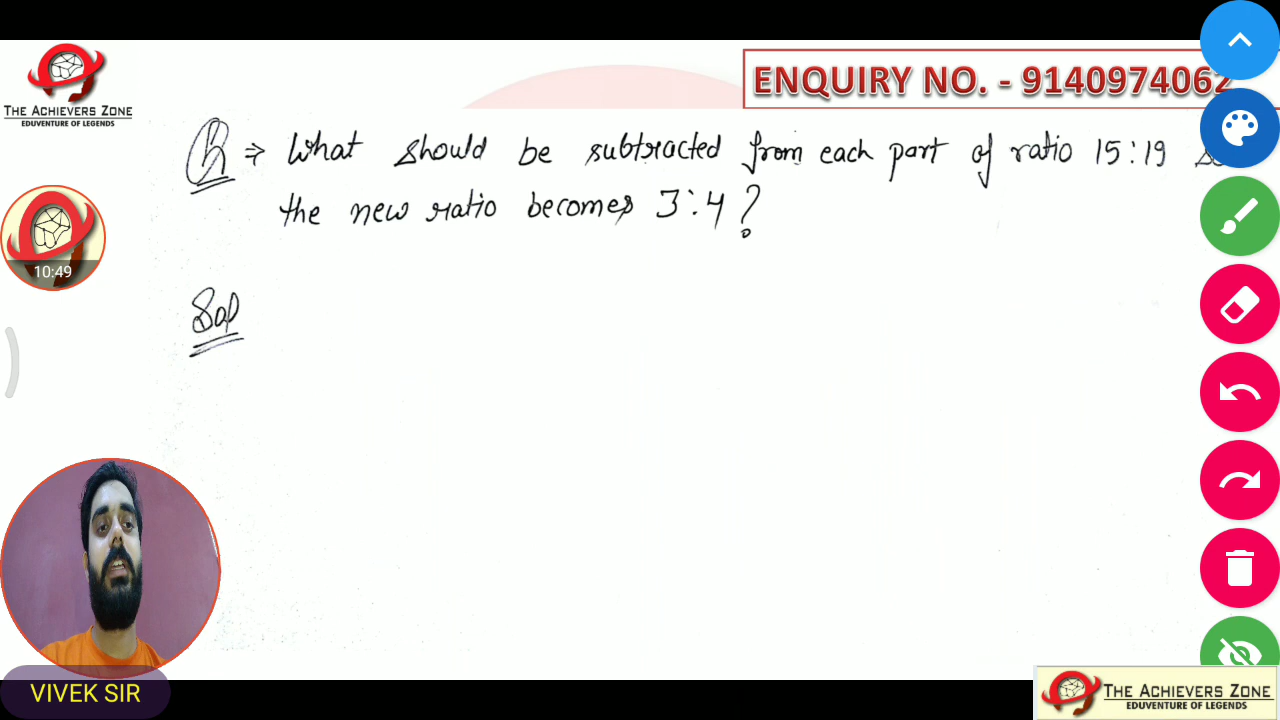 ENQUIRY NO. - 9140974062
THE ACHIEVERS ZONE
EDUVENTURE OF LEGENDS
Q ⇒ What should be subtracted from each part of ratio 15:19
the new ratio becomes 3:4?
10:49
Sol
VIVEK SIR
THE ACHIEVERS ZONE
EDUVENTURE OF LEGENDS